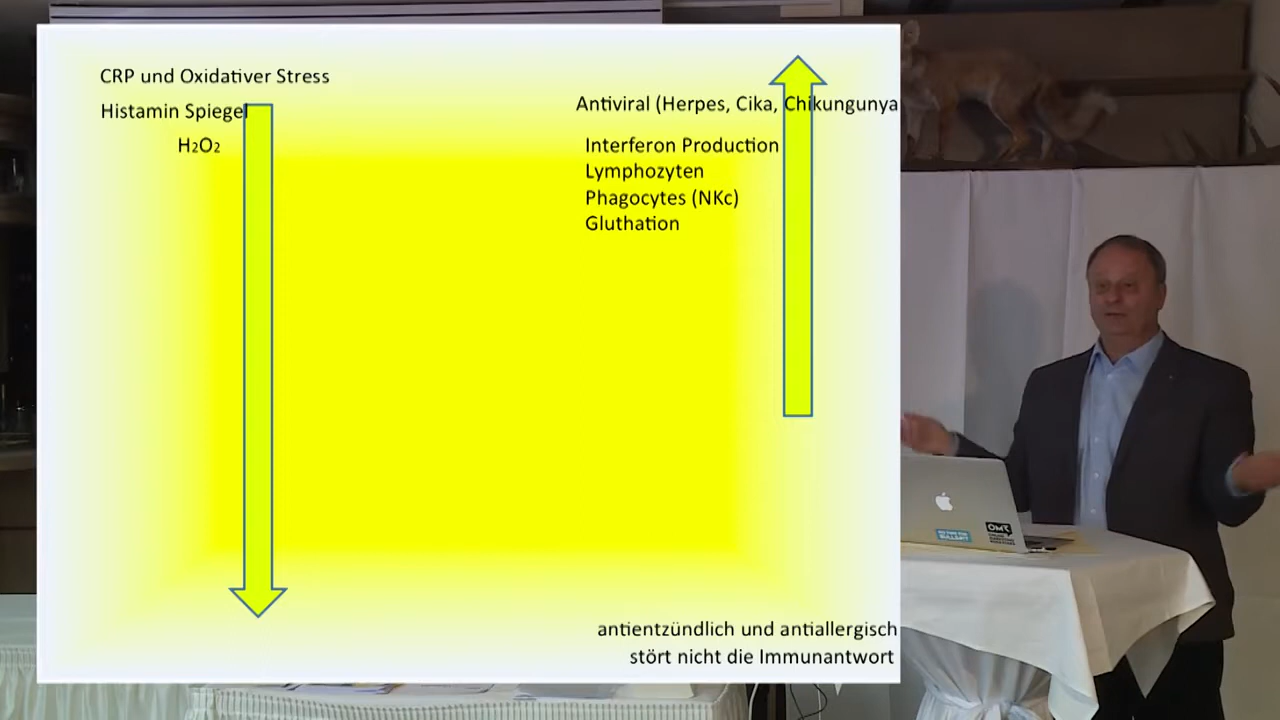 CRP und Oxidativer Stress
Histamin Spiegel
H2O2
Antiviral (Herpes, Cika, Chikungunya
Interferon Production
Lymphozyten
Phagocytes (NKc)
Gluthation
antientzündlich und antiallergisch
stört nicht die Immunantwort
OMK